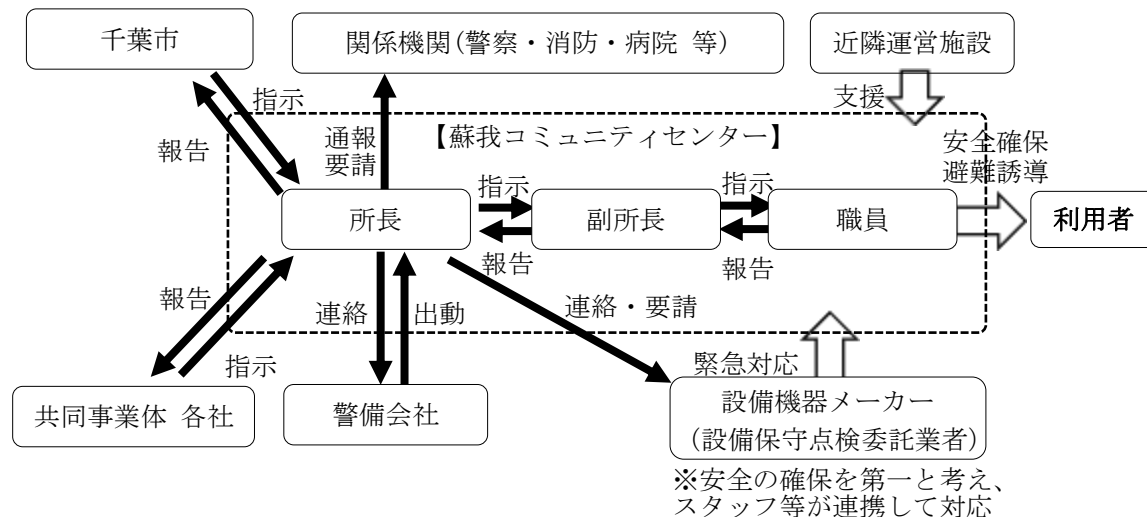 千葉市
関係機関(警察・消防・病院 等)
近隣運営施設
指示
支援
報告
通報
要請
【蘇我コミュニティセンター】
安全確保
避難誘導
指示
指示
所長
副所長
職員
利用者
報告
報告
報告
連絡
出動
連絡・要請
指示
緊急対応
共同事業体 各社
警備会社
設備機器メーカー
(設備保守点検委託業者)
※安全の確保を第一と考え、
スタッフ等が連携して対応